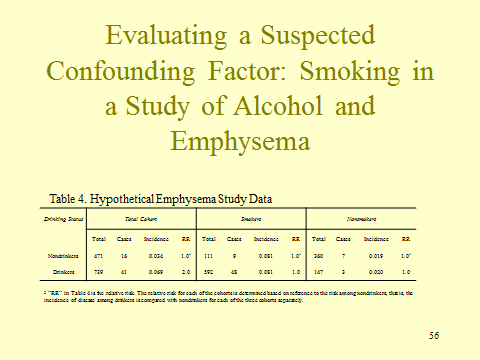 Evaluating a Suspected
Confounding Factor: Smoking in
a Study of Alcohol and
Emphysema
Table 4. Hypothetical Emphysema Study Data
Drinking Status Total Cohort Smokers Nonsmokers
Total Cases Incidence RR Total Cases Incidence RR Total Cases Incidence RR
Nondrinkers 471 16 0.034 1.0ª 111 9 0.081 1.0ª 360 7 0.019 1.0ª
Drinkers 739 41 0.069 2.0 592 48 0.081 1.0 147 3 0.020 1.0
ª "RR" in Table 4 is the relative risk. The relative risk for each of the cohorts is determined based on reference to the risk among nondrinkers, that is, the
incidence of disease among drinkers is compared with nondrinkers for each of the three cohorts separately.
56